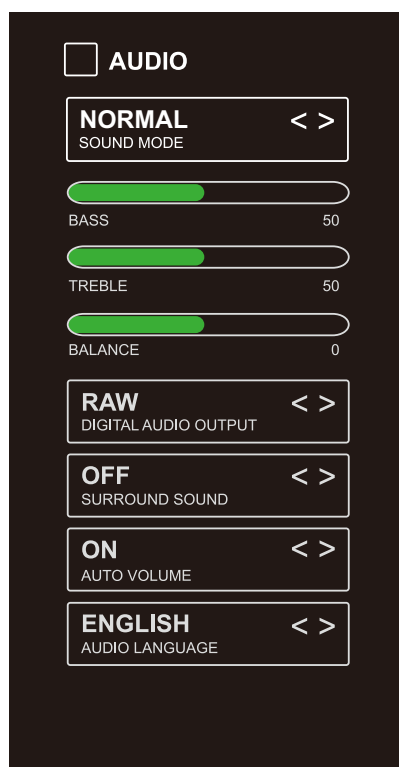 AUDIO
NORMAL < >
SOUND MODE
BASS 50
TREBLE 50
BALANCE 0
RAW < >
DIGITAL AUDIO OUTPUT
OFF < >
SURROUND SOUND
ON < >
AUTO VOLUME
ENGLISH < >
AUDIO LANGUAGE